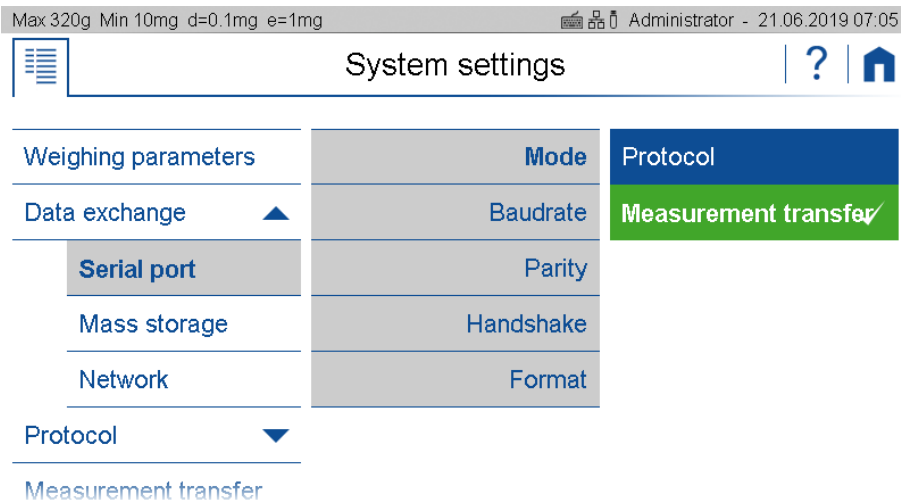 Max 320g Min 10mg d=0.1mg e=1mg Administrator - 21.06.2019 07:05
System settings ?
Weighing parameters
Data exchange
Serial port
Mass storage
Network
Protocol
Measurement transfer
Mode
Baudrate
Parity
Handshake
Format
Protocol
Measurement transfer